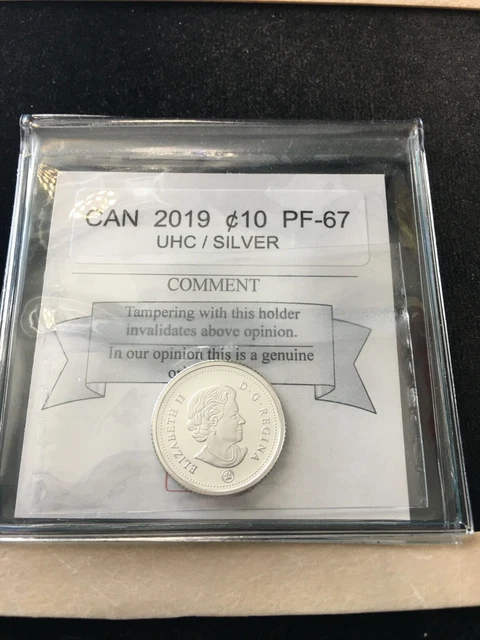 CAN 2019 ¢10 PF-67
UHC / SILVER
COMMENT
Tampering with this holder
invalidates above opinion.
In our opinion this is a genuine
ELIZABETH II D·G·REGINA